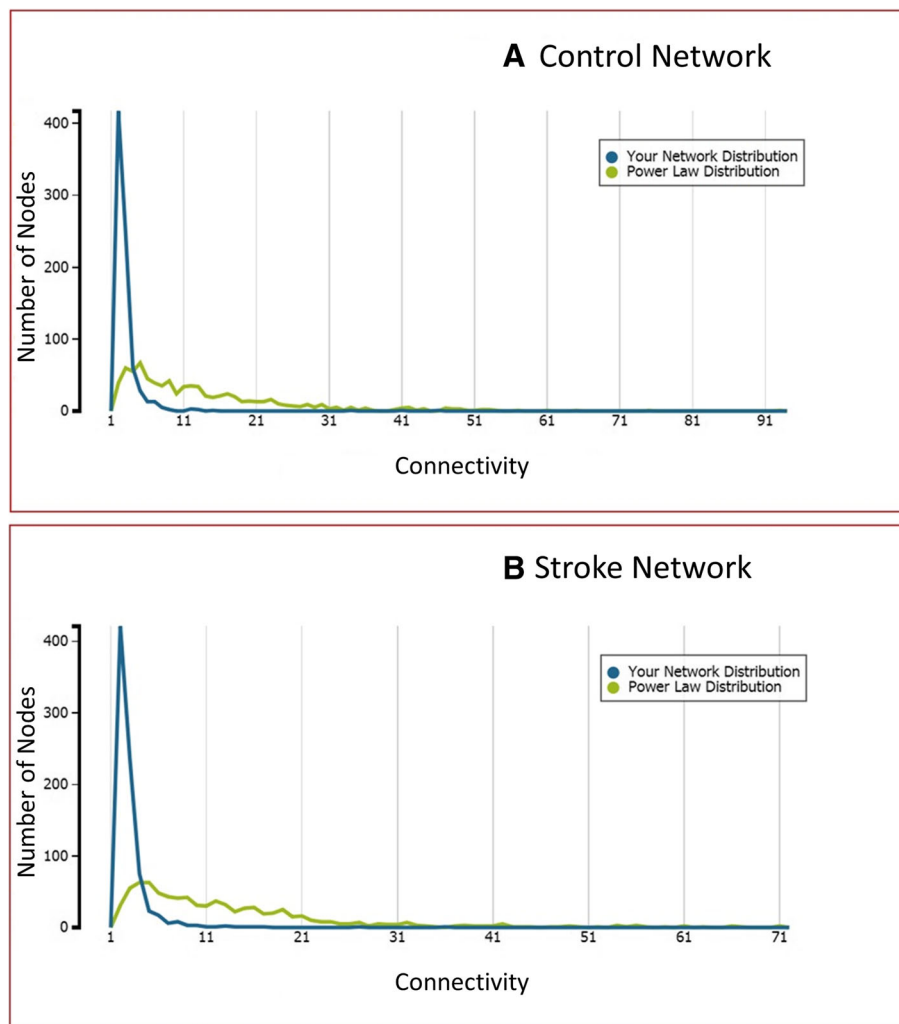 A Control Network
Number of Nodes
400
300
200
100
0
Your Network Distribution
Power Law Distribution
1 11 21 31 41 51 61 71 81 91
Connectivity
B Stroke Network
Number of Nodes
400
300
200
100
0
Your Network Distribution
Power Law Distribution
1 11 21 31 41 51 61 71
Connectivity